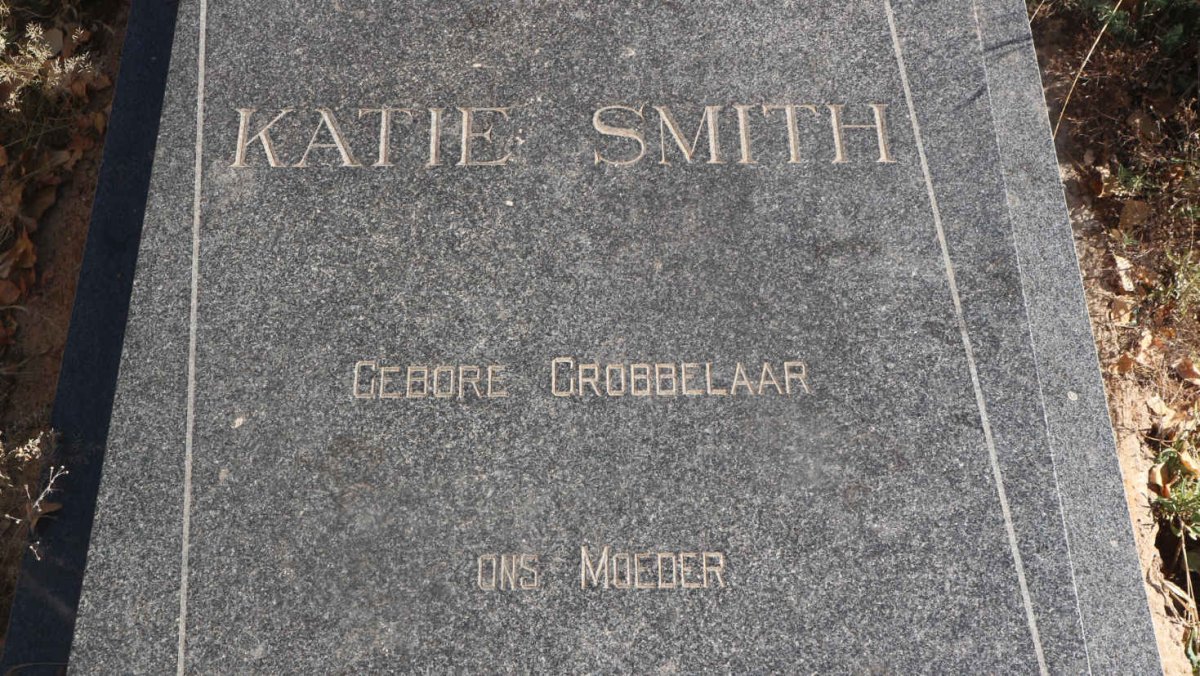 KATIE SMITH
GEBORE GROBBELAAR
ONS MOEDER